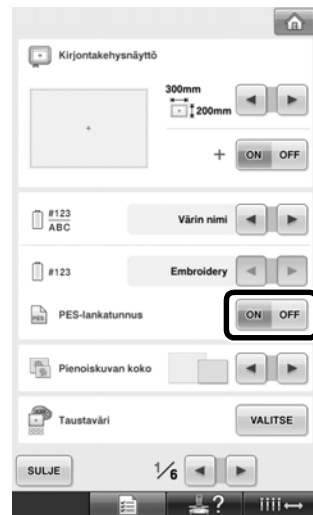 Kirjontakehysnäyttö
300mm
200mm
+ ON OFF
#123
ABC
Värin nimi
#123
Embroidery
PES
PES-lankatunnus
ON OFF
Pienoiskuvan koko
Taustaväri
VALITSE
SULJE
1/6
?